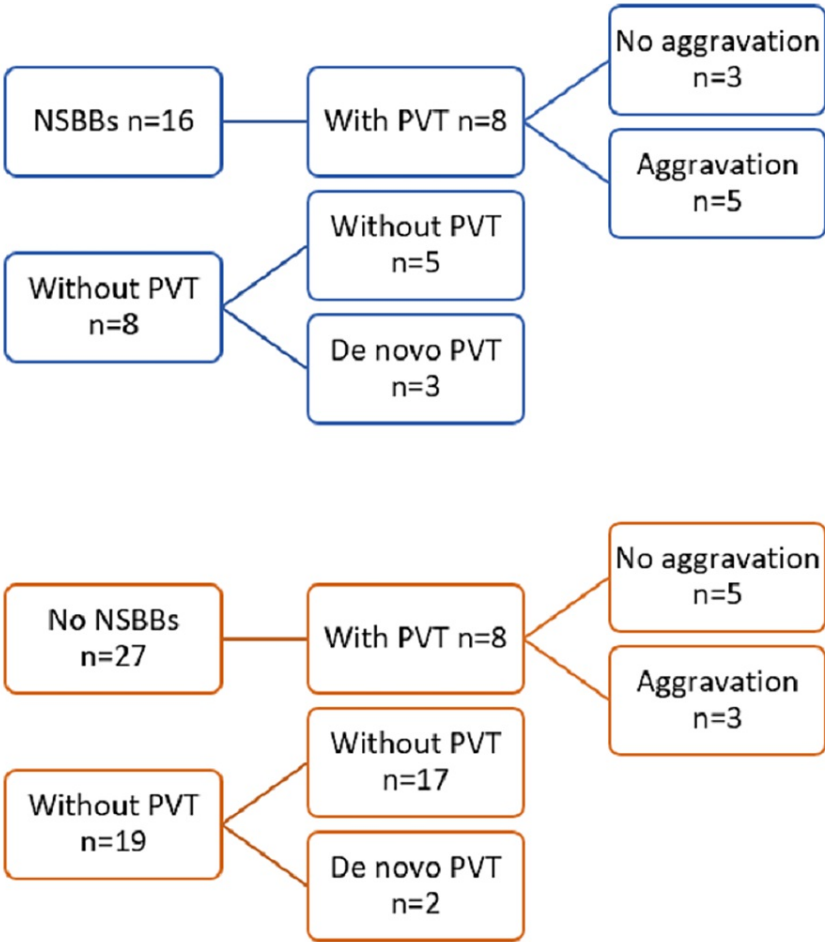 NSBBs n=16
With PVT n=8
No aggravation
n=3
Aggravation
n=5
Without PVT
n=8
Without PVT
n=5
De novo PVT
n=3
No NSBBs
n=27
With PVT n=8
No aggravation
n=5
Aggravation
n=3
Without PVT
n=19
Without PVT
n=17
De novo PVT
n=2